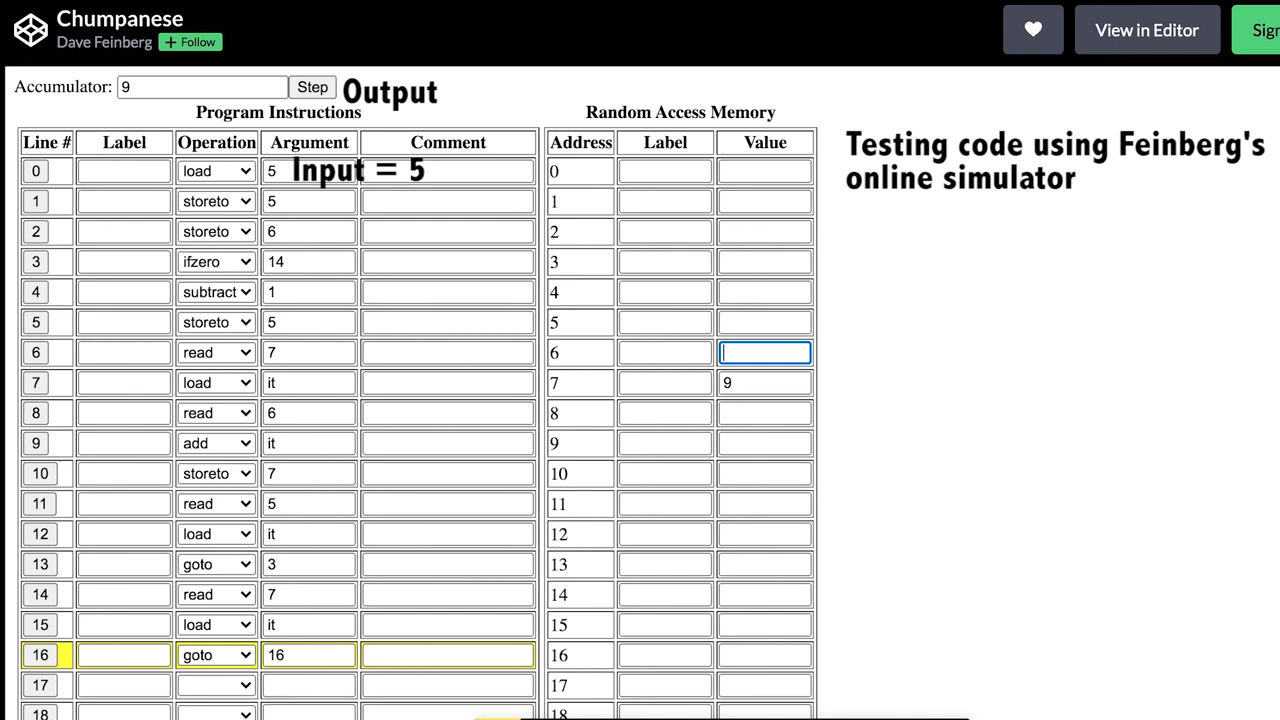 Chumpanese
Dave Feinberg + Follow
View in Editor
Sign
Accumulator: 9 Step Output
Program Instructions
Random Access Memory
Line # Label Operation Argument Comment
Address Label Value
Testing code using Feinberg's
online simulator
Input = 5
0 load 5
1 storeto 5
2 storeto 6
3 ifzero 14
4 subtract 1
5 storeto 5
6 read 7
7 load it
8 read 6
9 add it
10 storeto 7
11 read 5
12 load it
13 goto 3
14 read 7
15 load it
16 goto 16
17
18
0
1
2
3
4
5
6
7 9
8
9
10
11
12
13
14
15
16
17
18